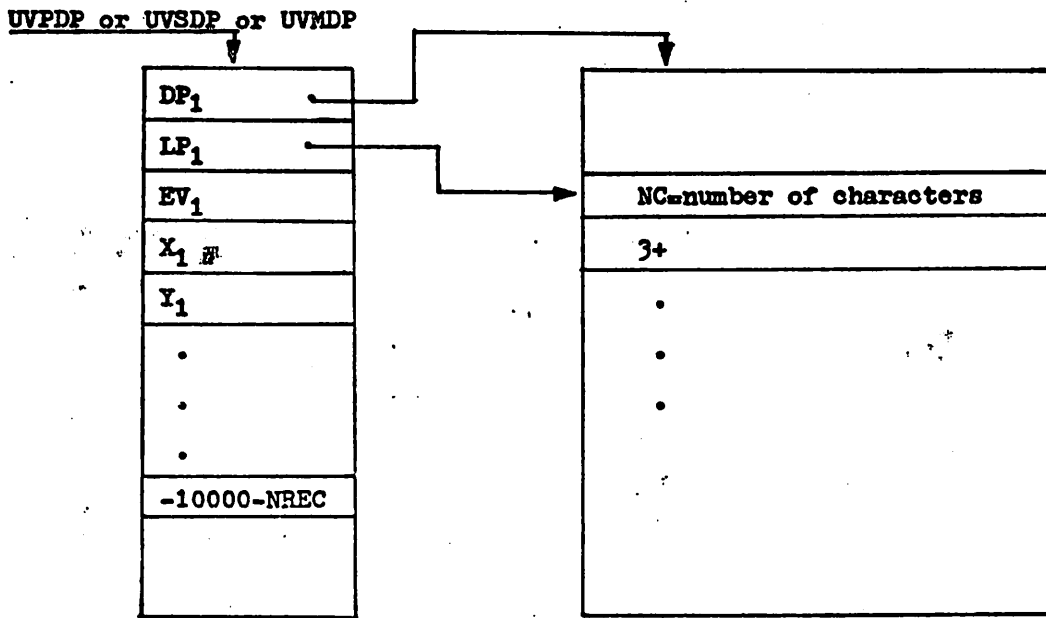 UVPDP or UVSDP or UVMDP
DP1
LP1
EV1
X1
Y1
-10000-NREC
NC=number of characters
3+